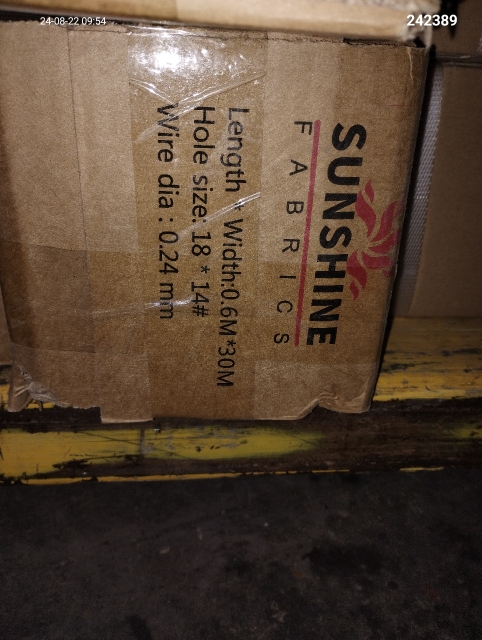 24-08-22 09:54
242389
SUNSHINE
FABRICS
Length * Width:0.6M*30M
Hole size: 18 * 14#
Wire dia : 0.24 mm